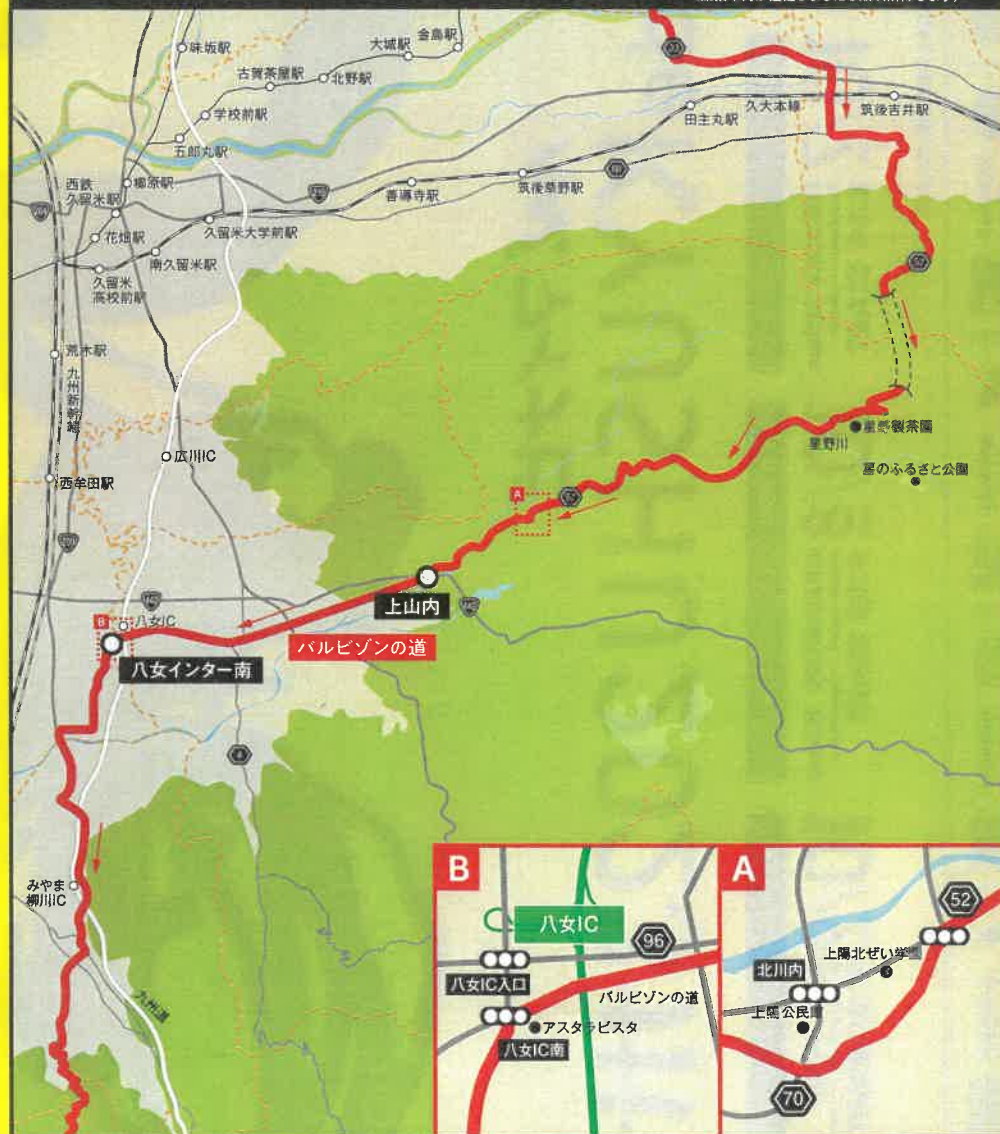 味坂駅
大城駅
金島駅
古賀茶屋駅
北野駅
学校前駅
五郎丸駅
久大本線
筑後吉井駅
田主丸駅
筑後草野駅
善導寺駅
西鉄
久留米駅
櫛原駅
久留米大学前駅
花畑駅
南久留米駅
久留米
高校前駅
荒木駅
九州新幹線
広川IC
西牟田駅
星野製茶園
星野川
星のふるさと公園
52
A
上山内
バルビゾンの道
B
八女IC
八女インター南
4
みやま
柳川IC
九州道
B
八女IC
96
八女IC入口
バルビゾンの道
アスタラビスタ
八女IC南
A
52
上陽北ぜい学園
北川内
上陽公民館
70